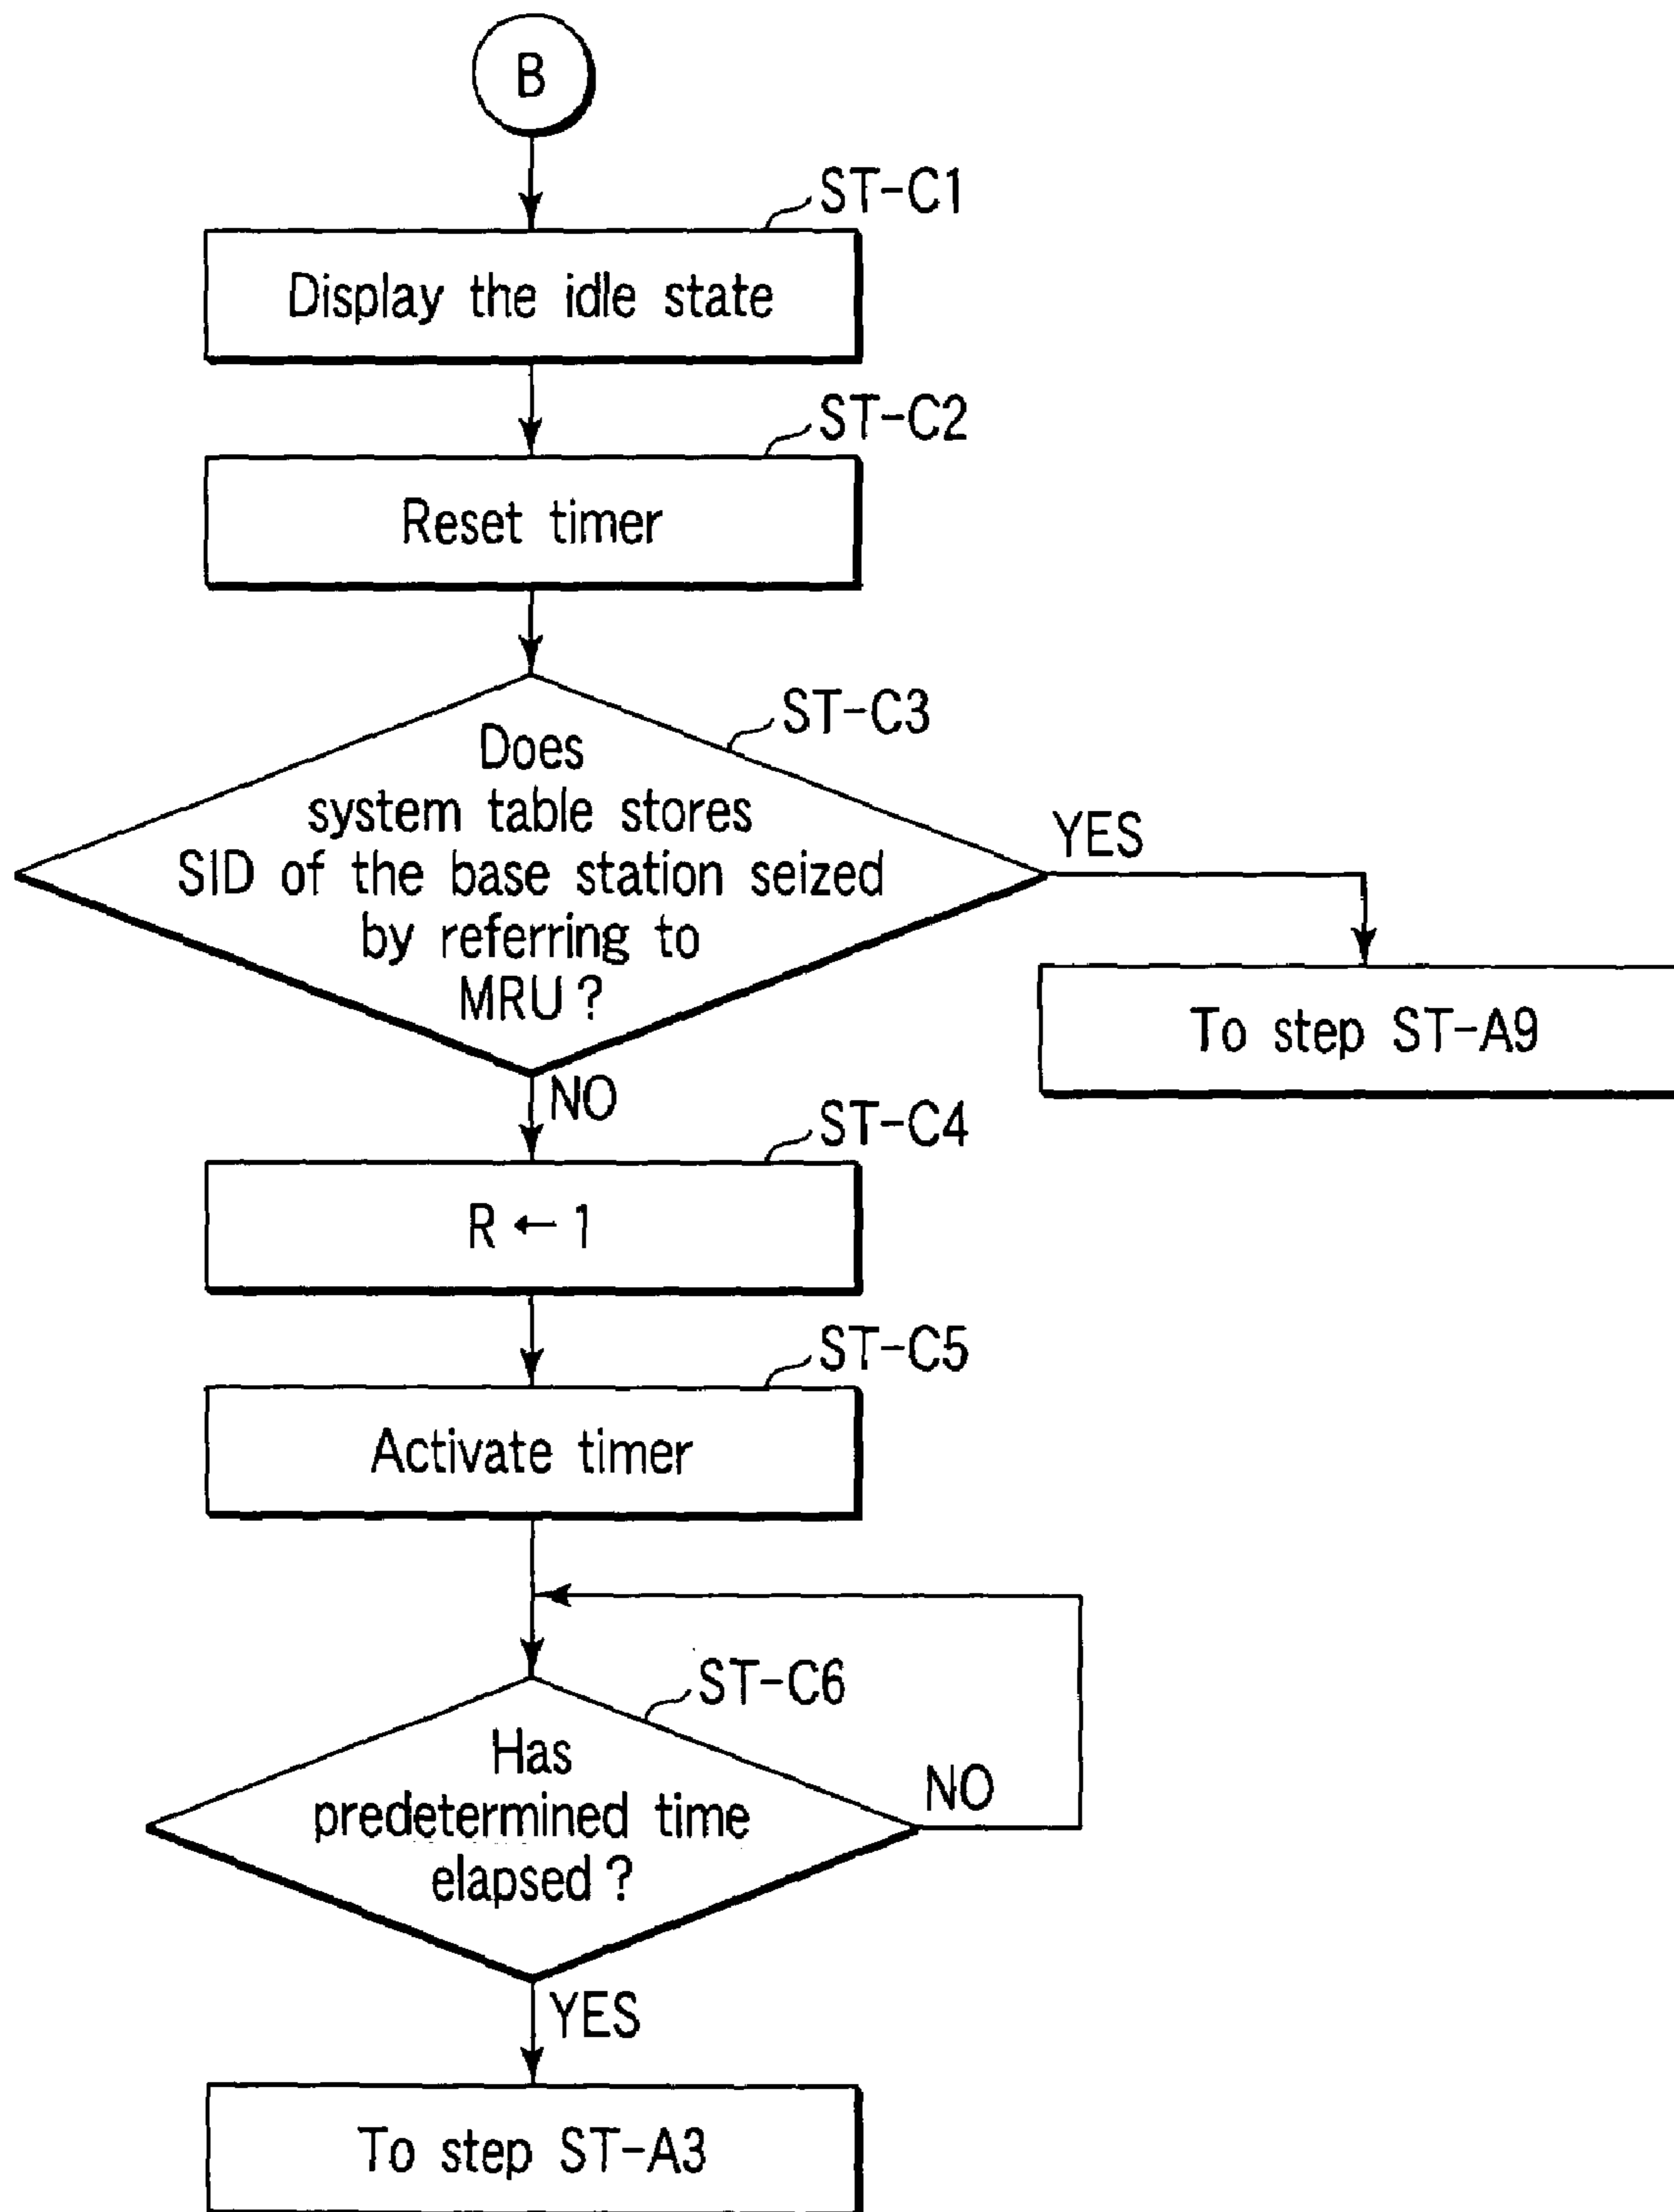 B
ST-C1
Display the idle state
ST-C2
Reset timer
ST-C3
Does
system table stores
SID of the base station seized
by referring to
MRU ?
YES
To step ST-A9
NO
ST-C4
R ← 1
ST-C5
Activate timer
ST-C6
Has
predetermined time
elapsed ?
NO
YES
To step ST-A3